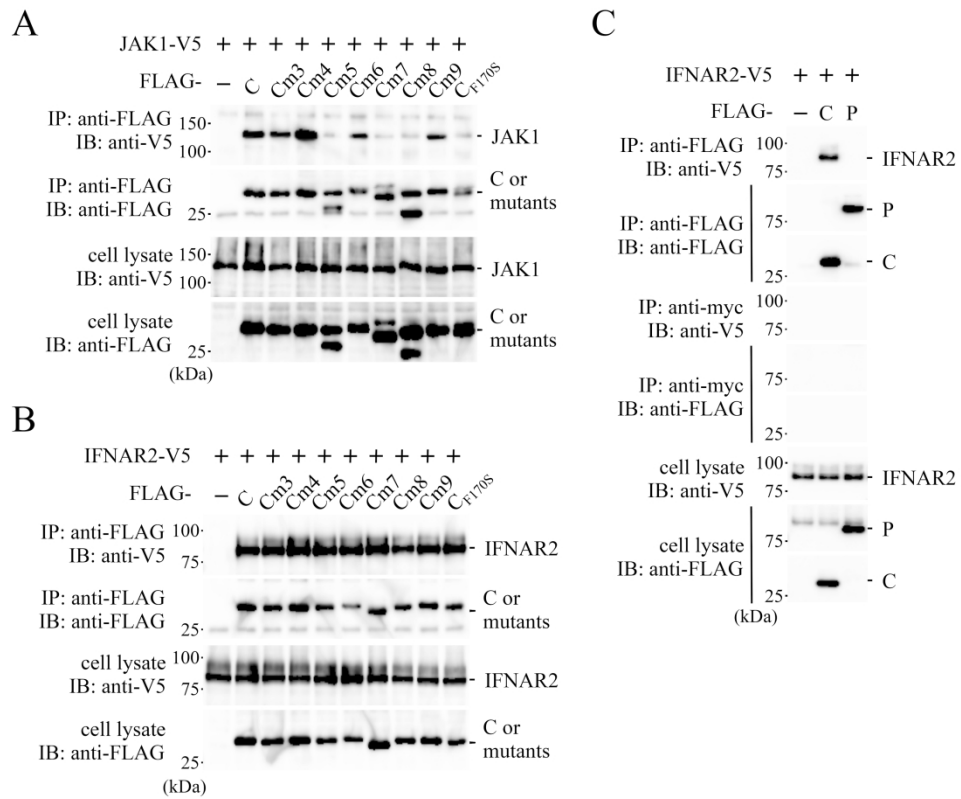 A
JAK1-V5 + + + + + + + + + +
FLAG- – C Cm3 Cm4 Cm5 Cm6 Cm7 Cm8 Cm9 CF170S
IP: anti-FLAG
IB: anti-V5
150
100
JAK1
IP: anti-FLAG
IB: anti-FLAG
25
C or
mutants
cell lysate
IB: anti-V5
150
100
JAK1
cell lysate
IB: anti-FLAG
25
C or
mutants
(kDa)
B
IFNAR2-V5 + + + + + + + + + +
FLAG- – C Cm3 Cm4 Cm5 Cm6 Cm7 Cm8 Cm9 CF170S
IP: anti-FLAG
IB: anti-V5
100
75
IFNAR2
IP: anti-FLAG
IB: anti-FLAG
25
C or
mutants
cell lysate
IB: anti-V5
100
75
IFNAR2
cell lysate
IB: anti-FLAG
25
C or
mutants
(kDa)
C
IFNAR2-V5 + + +
FLAG- – C P
IP: anti-FLAG
IB: anti-V5
100
75
IFNAR2
IP: anti-FLAG
IB: anti-FLAG
75
25
P
C
IP: anti-myc
IB: anti-V5
100
75
IP: anti-myc
IB: anti-FLAG
75
25
cell lysate
IB: anti-V5
100
75
IFNAR2
cell lysate
IB: anti-FLAG
75
25
P
C
(kDa)